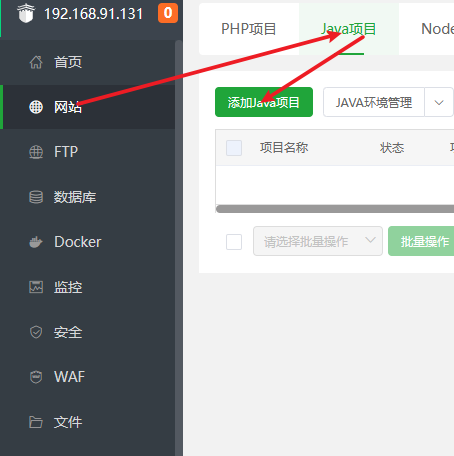 192.168.91.131 0
首页
网站
FTP
数据库
Docker
监控
安全
WAF
文件
PHP项目 Java项目 Node
添加Java项目 JAVA环境管理
项目名称 状态
请选择批量操作 批量操作